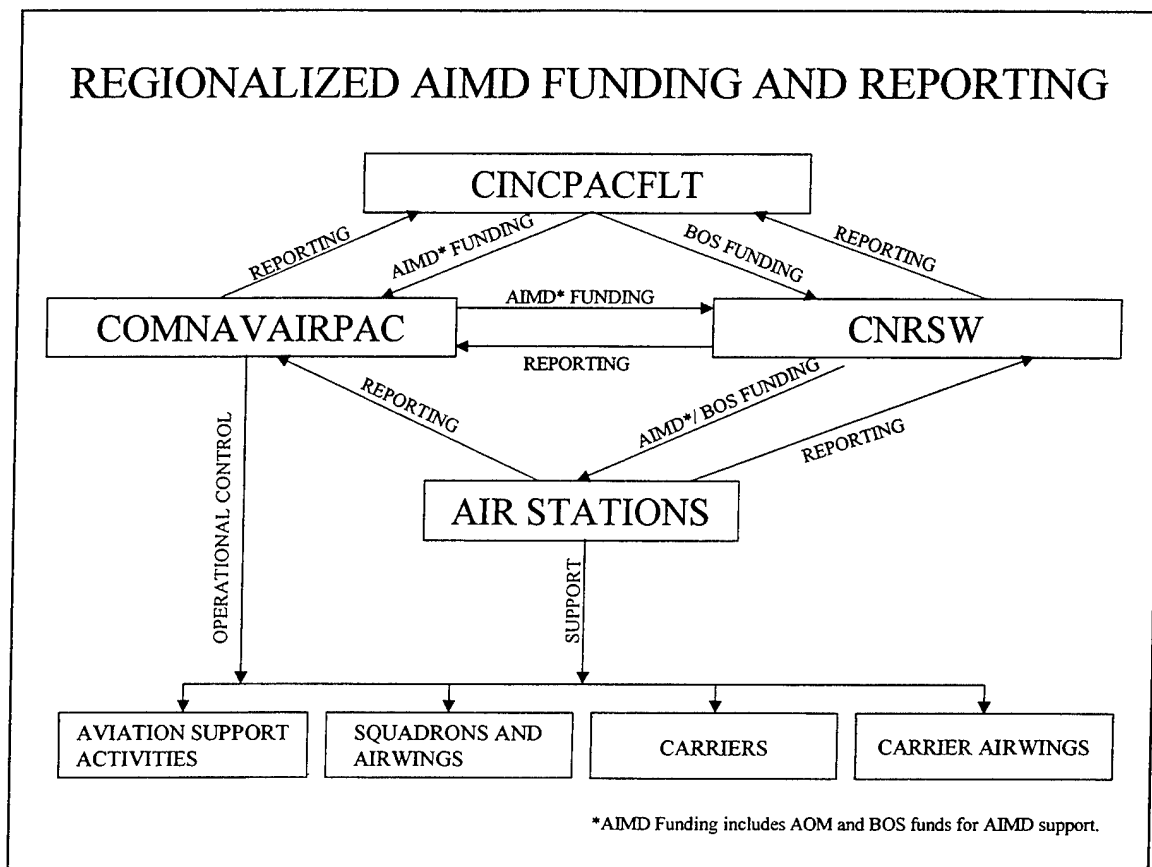 REGIONALIZED AIMD FUNDING AND REPORTING
CINCPACFLT
REPORTING
AIMD* FUNDING
BOS FUNDING
REPORTING
COMNAVAIRPAC
AIMD* FUNDING
CNRSW
REPORTING
REPORTING
AIMD*/ BOS FUNDING
REPORTING
AIR STATIONS
OPERATIONAL CONTROL
SUPPORT
AVIATION SUPPORT
ACTIVITIES
SQUADRONS AND
AIRWINGS
CARRIERS
CARRIER AIRWINGS
*AIMD Funding includes AOM and BOS funds for AIMD support.